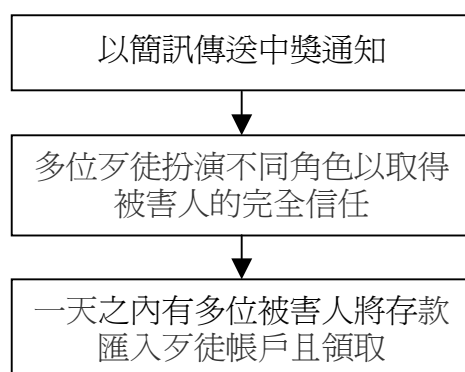 以簡訊傳送中獎通知
多位歹徒扮演不同角色以取得
被害人的完全信任
一天之內有多位被害人將存款
匯入歹徒帳戶且領取